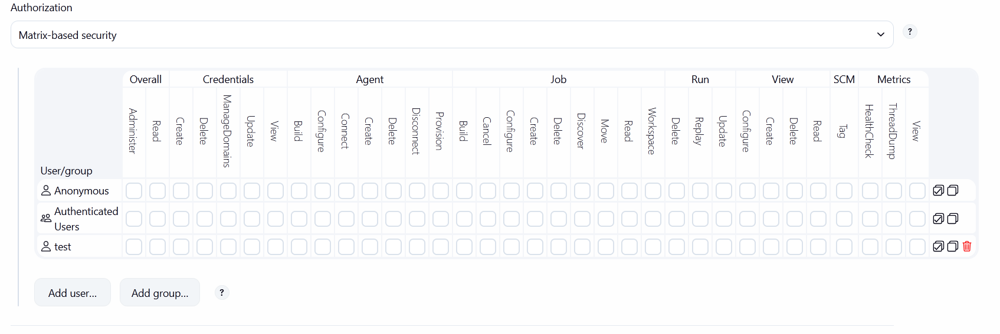 Authorization
Matrix-based security
?
Overall Credentials Agent Job Run View SCM Metrics
User/group Administer Read Create Delete ManageDomains Update View Build Configure Connect Create Delete Disconnect Provision Build Cancel Configure Create Delete Discover Move Read Workspace Delete Replay Update Configure Create Delete Read Tag HealthCheck ThreadDump View
Anonymous
Authenticated
Users
test
Add user... Add group... ?